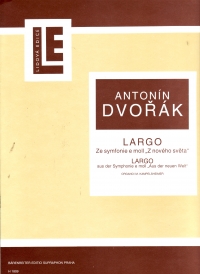 LIDOVÁ EDICE
LE
ANTONÍN
DVOŘÁK
LARGO
Ze symfonie e moll „Z nového světa“
LARGO
aus der Symphonie e moll „Aus der neuen Welt“
BÄRENREITER EDITIO SUPRAPHON PRAHA